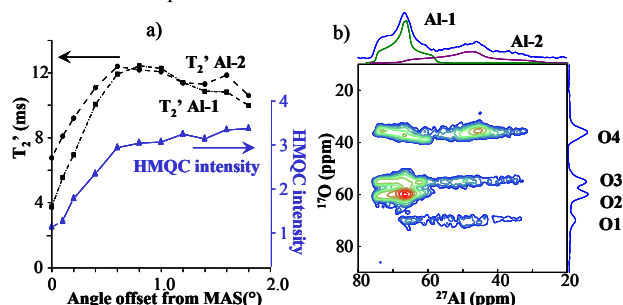 a)
T2' (ms)
12
8
4
0
T2' Al-2
T2' Al-1
HMQC intensity
4
3
2
1
HMQC intensity
0 1.0 2.0
Angle offset from MAS(°)
b)
Al-1
Al-2
17O (ppm)
20
40
60
80
O4
O3
O2
O1
80 60 40 20
27Al (ppm)